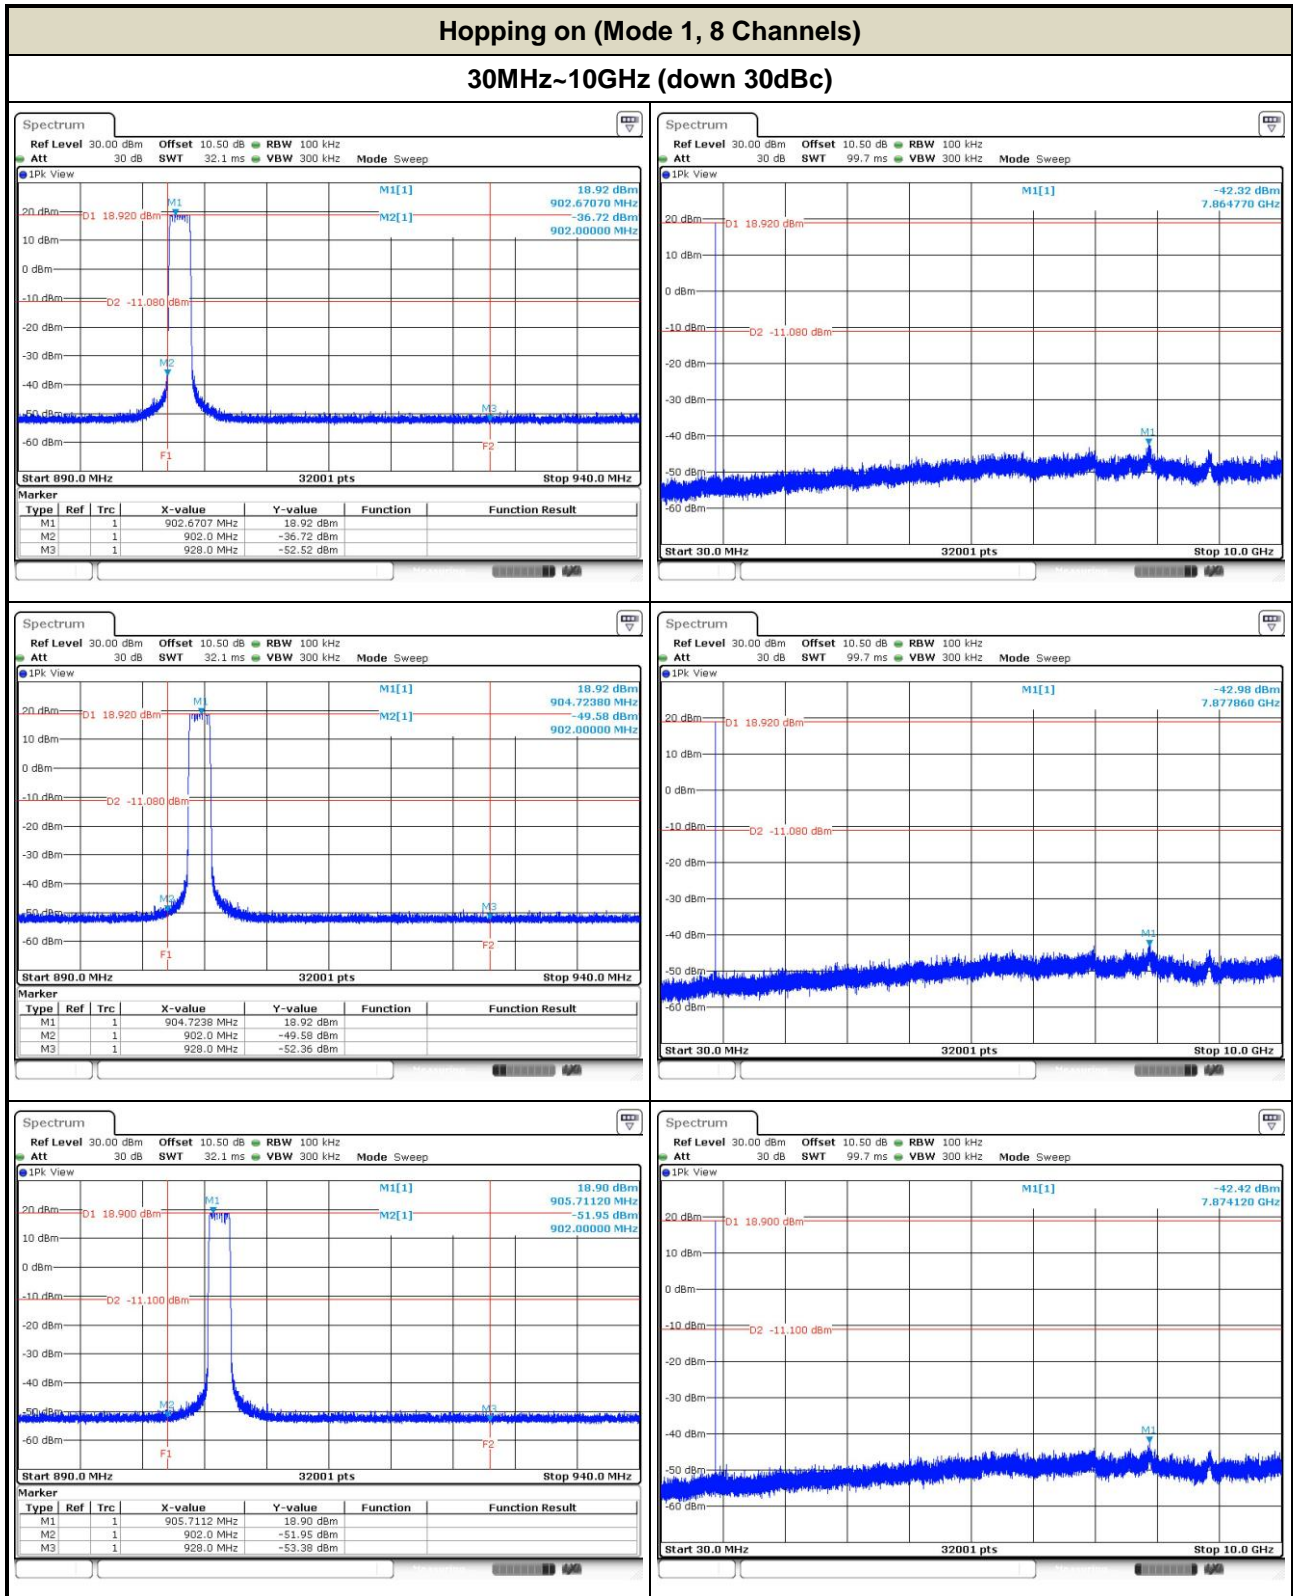 Hopping on (Mode 1, 8 Channels)
30MHz~10GHz (down 30dBc)
Spectrum
Ref Level 30.00 dBm Offset 10.50 dB RBW 100 kHz
Att 30 dB SWT 32.1 ms VBW 300 kHz Mode Sweep
1Pk View
M1[1] 18.92 dBm
902.67070 MHz
M2[1] -36.72 dBm
902.00000 MHz
M1
20 dBm
D1 18.920 dBm
10 dBm
0 dBm
-10 dBm
D2 -11.080 dBm
-20 dBm
-30 dBm
M2
-40 dBm
-50 dBm
M3
-60 dBm
F1
F2
Start 890.0 MHz 32001 pts Stop 940.0 MHz
Marker
Type Ref Trc X-value Y-value Function Function Result
M1 1 902.6707 MHz 18.92 dBm
M2 1 902.0 MHz -36.72 dBm
M3 1 928.0 MHz -52.52 dBm
Spectrum
Ref Level 30.00 dBm Offset 10.50 dB RBW 100 kHz
Att 30 dB SWT 99.7 ms VBW 300 kHz Mode Sweep
1Pk View
M1[1] -42.32 dBm
7.864770 GHz
20 dBm
D1 18.920 dBm
10 dBm
0 dBm
-10 dBm
D2 -11.080 dBm
-20 dBm
-30 dBm
-40 dBm
M1
-50 dBm
-60 dBm
Start 30.0 MHz 32001 pts Stop 10.0 GHz
Spectrum
Ref Level 30.00 dBm Offset 10.50 dB RBW 100 kHz
Att 30 dB SWT 32.1 ms VBW 300 kHz Mode Sweep
1Pk View
M1[1] 18.92 dBm
904.72380 MHz
M2[1] -49.58 dBm
902.00000 MHz
M1
20 dBm
D1 18.920 dBm
10 dBm
0 dBm
-10 dBm
D2 -11.080 dBm
-20 dBm
-30 dBm
-40 dBm
M2
-50 dBm
M3
-60 dBm
F1
F2
Start 890.0 MHz 32001 pts Stop 940.0 MHz
Marker
Type Ref Trc X-value Y-value Function Function Result
M1 1 904.7238 MHz 18.92 dBm
M2 1 902.0 MHz -49.58 dBm
M3 1 928.0 MHz -52.36 dBm
Spectrum
Ref Level 30.00 dBm Offset 10.50 dB RBW 100 kHz
Att 30 dB SWT 99.7 ms VBW 300 kHz Mode Sweep
1Pk View
M1[1] -42.98 dBm
7.877860 GHz
20 dBm
D1 18.920 dBm
10 dBm
0 dBm
-10 dBm
D2 -11.080 dBm
-20 dBm
-30 dBm
-40 dBm
M1
-50 dBm
-60 dBm
Start 30.0 MHz 32001 pts Stop 10.0 GHz
Spectrum
Ref Level 30.00 dBm Offset 10.50 dB RBW 100 kHz
Att 30 dB SWT 32.1 ms VBW 300 kHz Mode Sweep
1Pk View
M1[1] 18.90 dBm
905.71120 MHz
M2[1] -51.95 dBm
902.00000 MHz
M1
20 dBm
D1 18.900 dBm
10 dBm
0 dBm
-10 dBm
D2 -11.100 dBm
-20 dBm
-30 dBm
-40 dBm
M2
-50 dBm
M3
-60 dBm
F1
F2
Start 890.0 MHz 32001 pts Stop 940.0 MHz
Marker
Type Ref Trc X-value Y-value Function Function Result
M1 1 905.7112 MHz 18.90 dBm
M2 1 902.0 MHz -51.95 dBm
M3 1 928.0 MHz -53.38 dBm
Spectrum
Ref Level 30.00 dBm Offset 10.50 dB RBW 100 kHz
Att 30 dB SWT 99.7 ms VBW 300 kHz Mode Sweep
1Pk View
M1[1] -42.42 dBm
7.874120 GHz
20 dBm
D1 18.900 dBm
10 dBm
0 dBm
-10 dBm
D2 -11.100 dBm
-20 dBm
-30 dBm
-40 dBm
M1
-50 dBm
-60 dBm
Start 30.0 MHz 32001 pts Stop 10.0 GHz